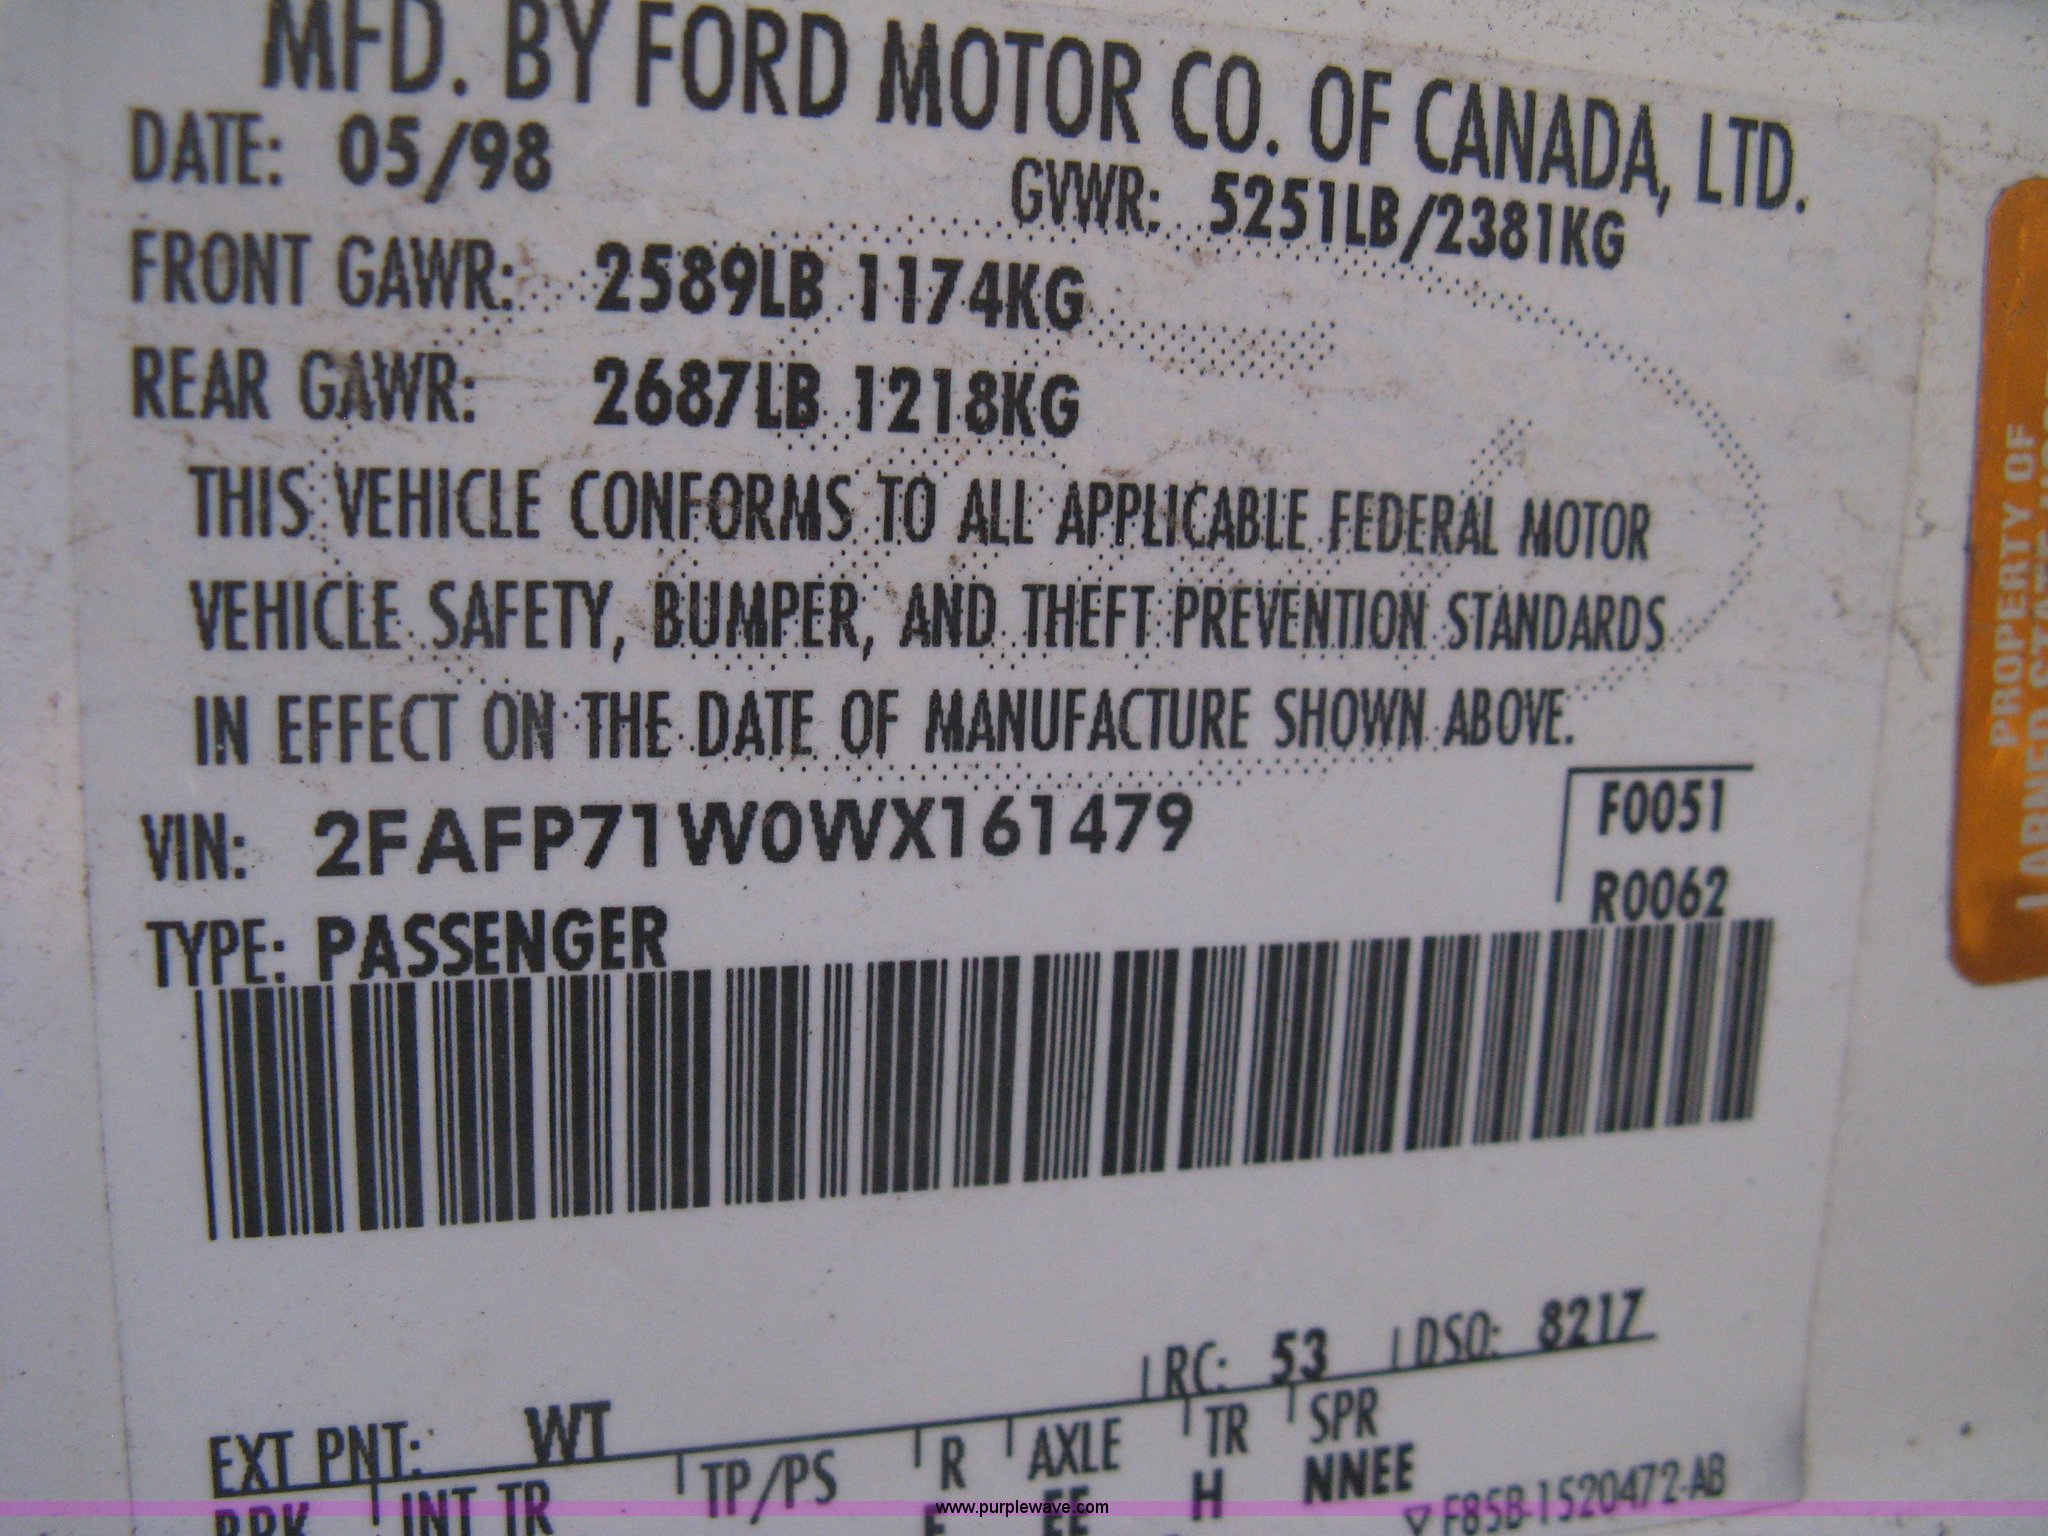 MFD. BY FORD MOTOR CO. OF CANADA, LTD.
DATE: 05/98
GVWR: 5251LB/2381KG
FRONT GAWR: 2589LB 1174KG
REAR GAWR: 2687LB 1218KG
THIS VEHICLE CONFORMS TO ALL APPLICABLE FEDERAL MOTOR
VEHICLE SAFETY, BUMPER, AND THEFT PREVENTION STANDARDS
IN EFFECT ON THE DATE OF MANUFACTURE SHOWN ABOVE.
VIN: 2FAFP71W0WX161479
F0051
R0062
TYPE: PASSENGER
RC: 53 DSO: 8217
EXT PNT: WT
BRK INT TR TP/PS R AXLE TR SPR
EE H NNEE
F85B-1520472-AB
PROPERTY OF
LARNED STATE
www.purplewave.com